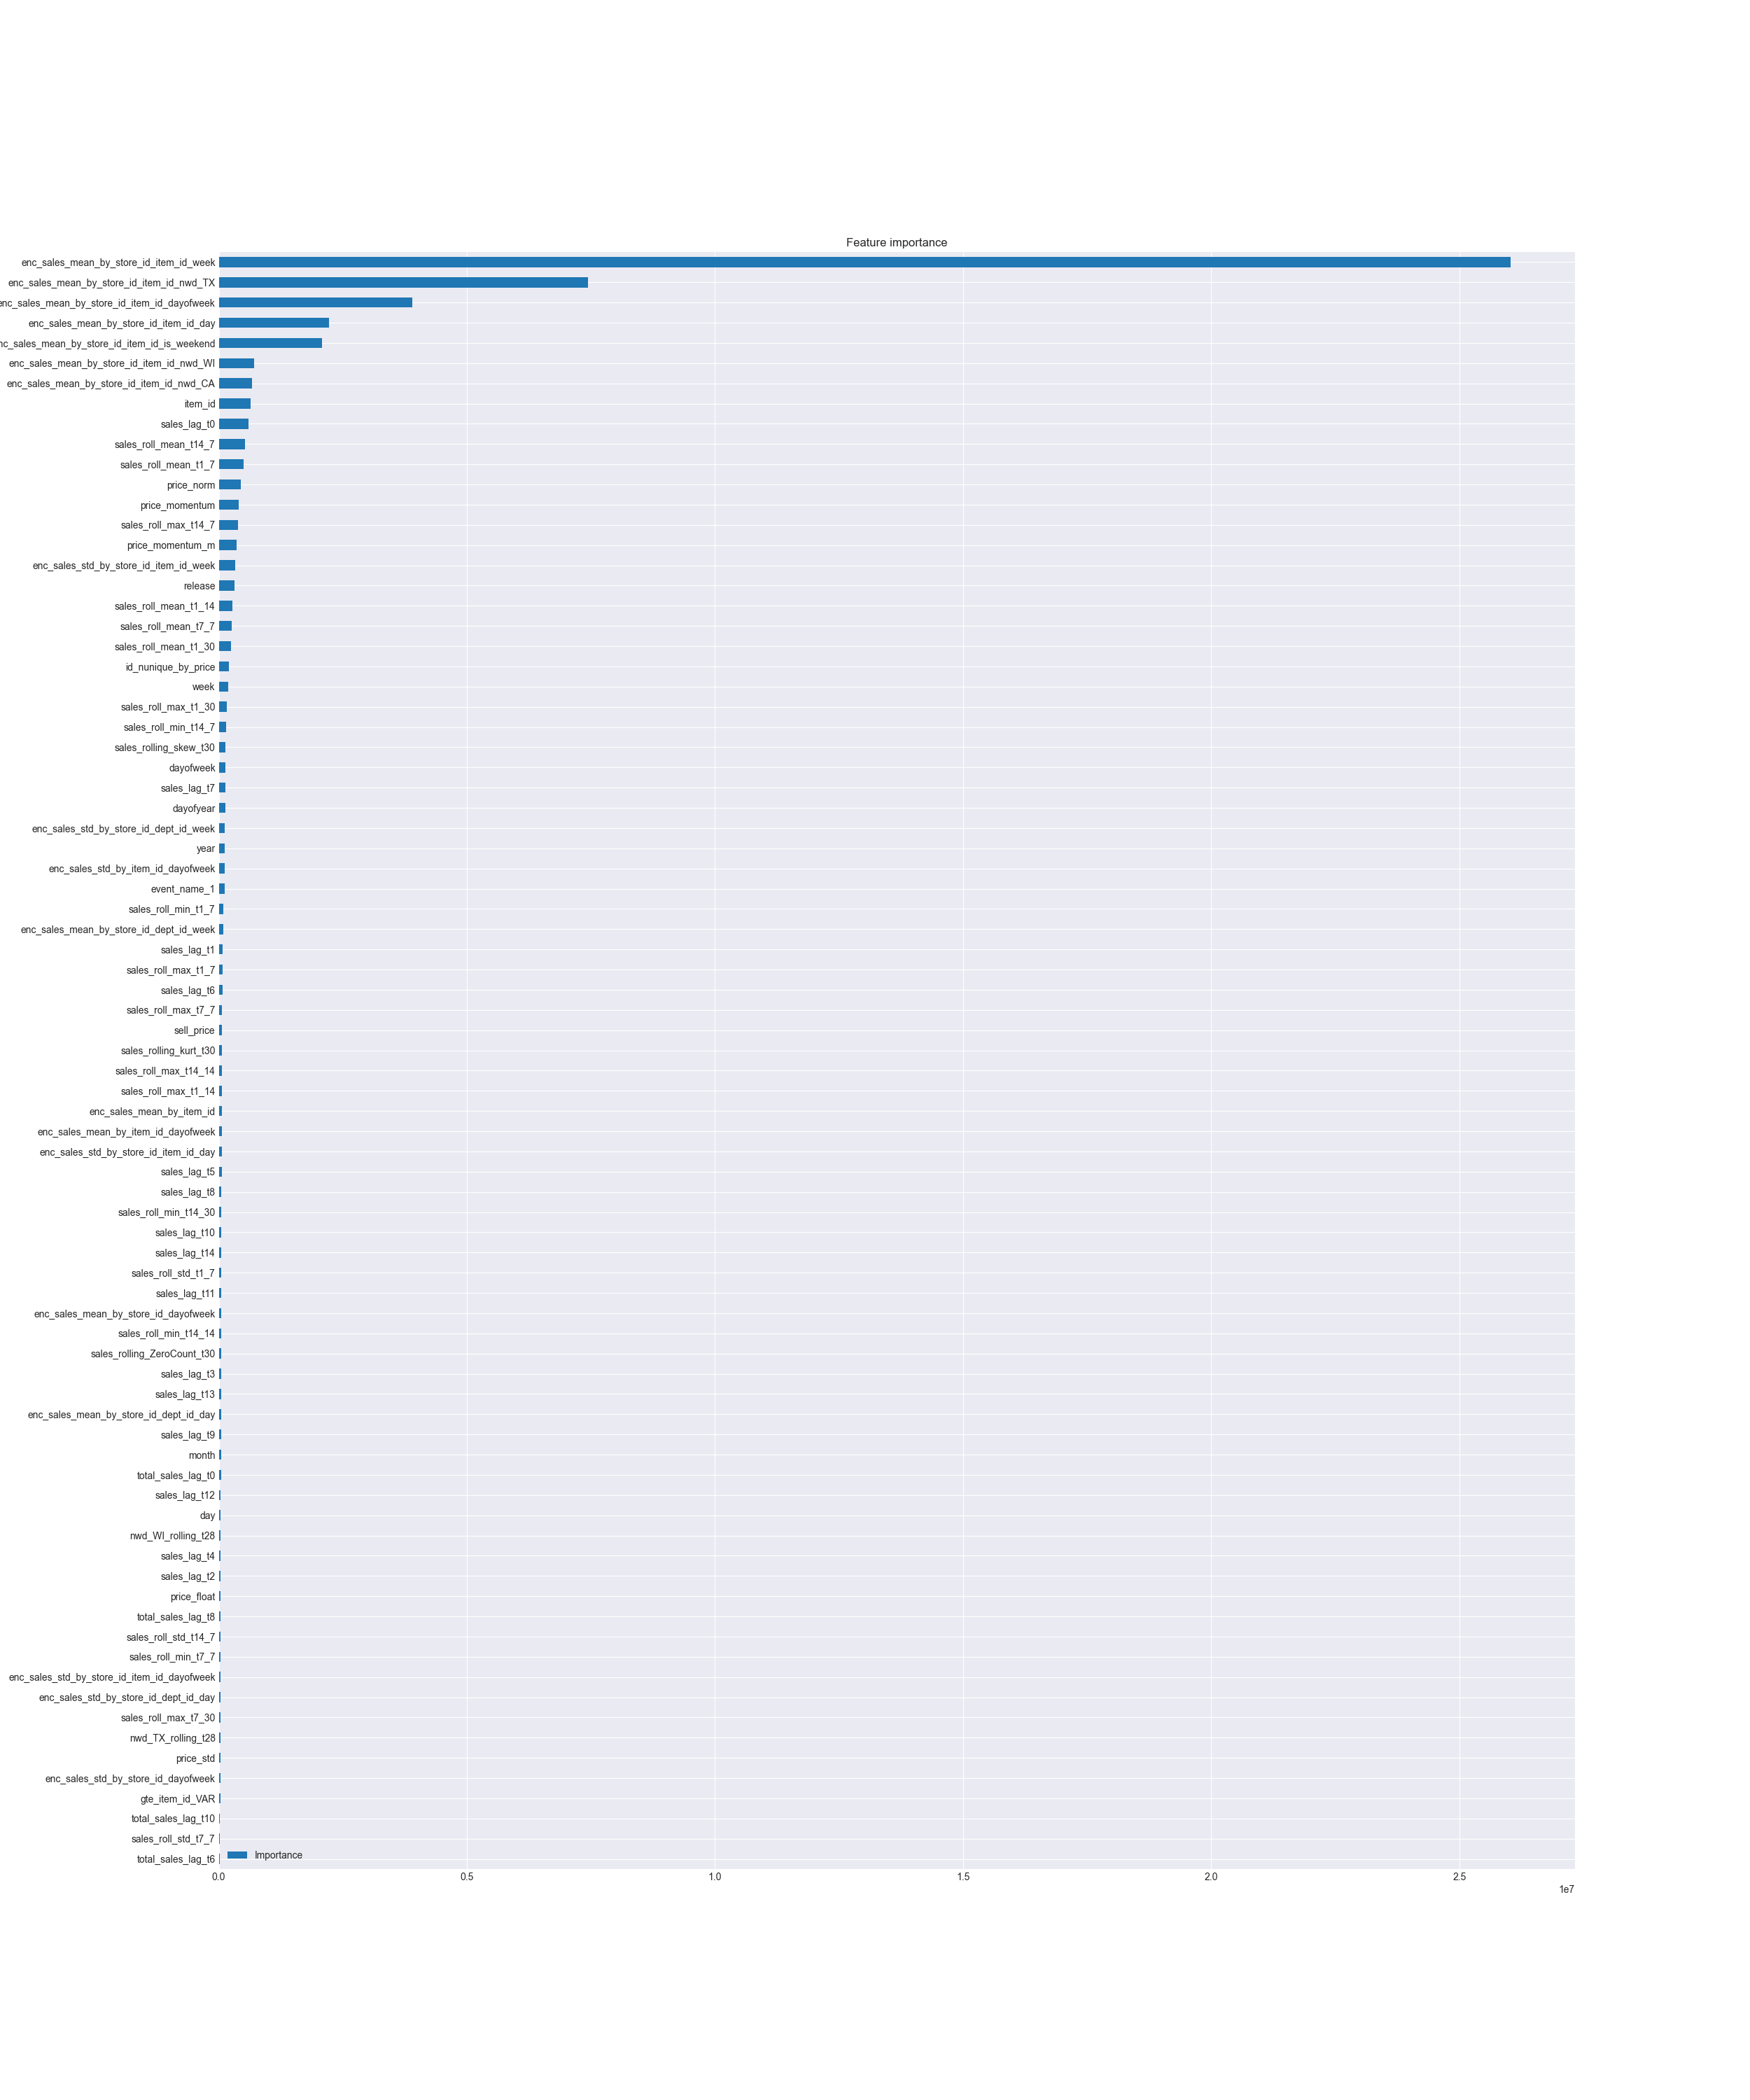 Feature importance
enc_sales_mean_by_store_id_item_id_week
enc_sales_mean_by_store_id_item_id_nwd_TX
enc_sales_mean_by_store_id_item_id_dayofweek
enc_sales_mean_by_store_id_item_id_day
nc_sales_mean_by_store_id_item_id_is_weekend
enc_sales_mean_by_store_id_item_id_nwd_WI
enc_sales_mean_by_store_id_item_id_nwd_CA
item_id
sales_lag_t0
sales_roll_mean_t14_7
sales_roll_mean_t1_7
price_norm
price_momentum
sales_roll_max_t14_7
price_momentum_m
enc_sales_std_by_store_id_item_id_week
release
sales_roll_mean_t1_14
sales_roll_mean_t7_7
sales_roll_mean_t1_30
id_nunique_by_price
week
sales_roll_max_t1_30
sales_roll_min_t14_7
sales_rolling_skew_t30
dayofweek
sales_lag_t7
dayofyear
enc_sales_std_by_store_id_dept_id_week
year
enc_sales_std_by_item_id_dayofweek
event_name_1
sales_roll_min_t1_7
enc_sales_mean_by_store_id_dept_id_week
sales_lag_t1
sales_roll_max_t1_7
sales_lag_t6
sales_roll_max_t7_7
sell_price
sales_rolling_kurt_t30
sales_roll_max_t14_14
sales_roll_max_t1_14
enc_sales_mean_by_item_id
enc_sales_mean_by_item_id_dayofweek
enc_sales_std_by_store_id_item_id_day
sales_lag_t5
sales_lag_t8
sales_roll_min_t14_30
sales_lag_t10
sales_lag_t14
sales_roll_std_t1_7
sales_lag_t11
enc_sales_mean_by_store_id_dayofweek
sales_roll_min_t14_14
sales_rolling_ZeroCount_t30
sales_lag_t3
sales_lag_t13
enc_sales_mean_by_store_id_dept_id_day
sales_lag_t9
month
total_sales_lag_t0
sales_lag_t12
day
nwd_WI_rolling_t28
sales_lag_t4
sales_lag_t2
price_float
total_sales_lag_t8
sales_roll_std_t14_7
sales_roll_min_t7_7
enc_sales_std_by_store_id_item_id_dayofweek
enc_sales_std_by_store_id_dept_id_day
sales_roll_max_t7_30
nwd_TX_rolling_t28
price_std
enc_sales_std_by_store_id_dayofweek
gte_item_id_VAR
total_sales_lag_t10
sales_roll_std_t7_7
total_sales_lag_t6
Importance
0.0 0.5 1.0 1.5 2.0 2.5
1e7